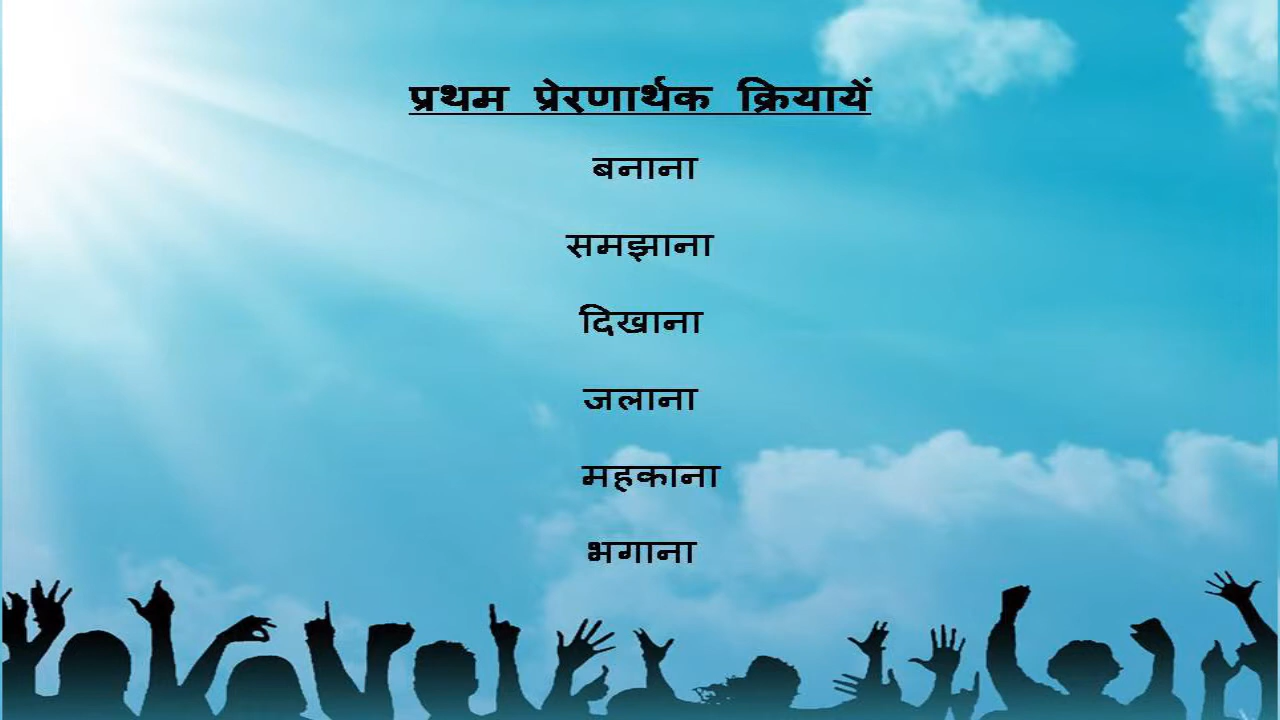 प्रथम प्रेरणार्थक क्रियायें
बनाना
समझाना
दिखाना
जलाना
महकाना
भगाना